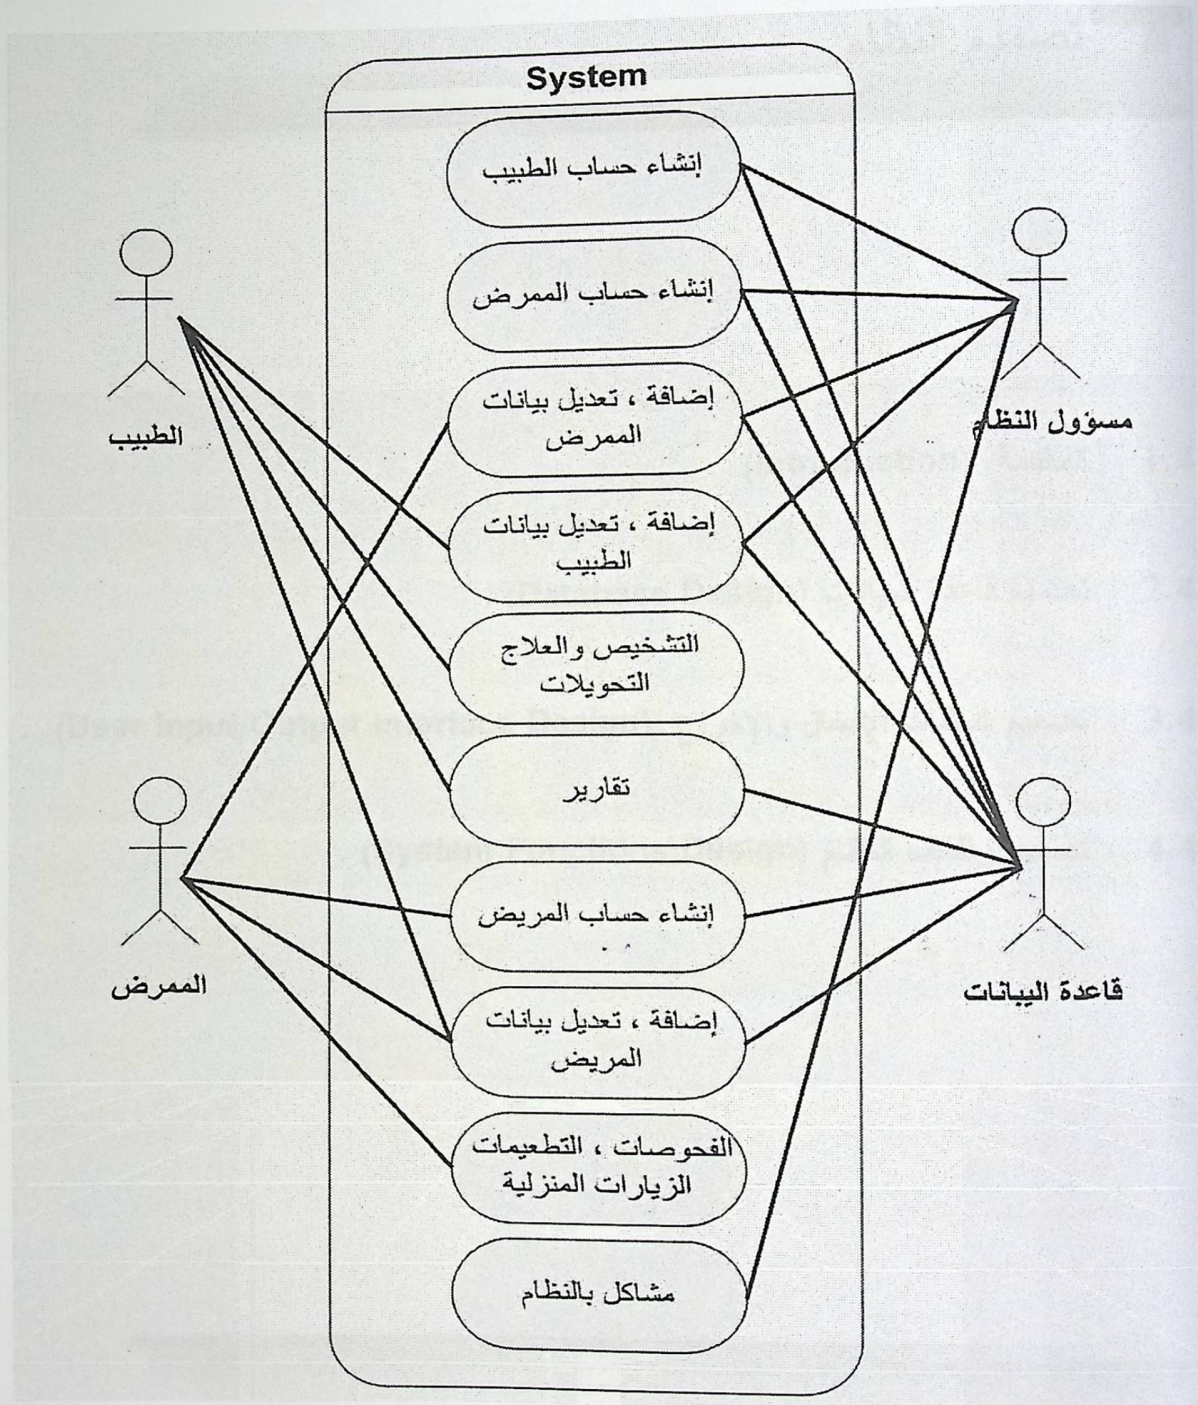 System
إنشاء حساب الطبيب
إنشاء حساب الممرض
إضافة ، تعديل بيانات
الممرض
إضافة ، تعديل بيانات
الطبيب
التشخيص والعلاج
التحويلات
تقارير
إنشاء حساب المريض
إضافة ، تعديل بيانات
المريض
الفحوصات ، التطعيمات
الزيارات المنزلية
مشاكل بالنظام
مسؤول النظام
قاعدة البيانات
الطبيب
الممرض